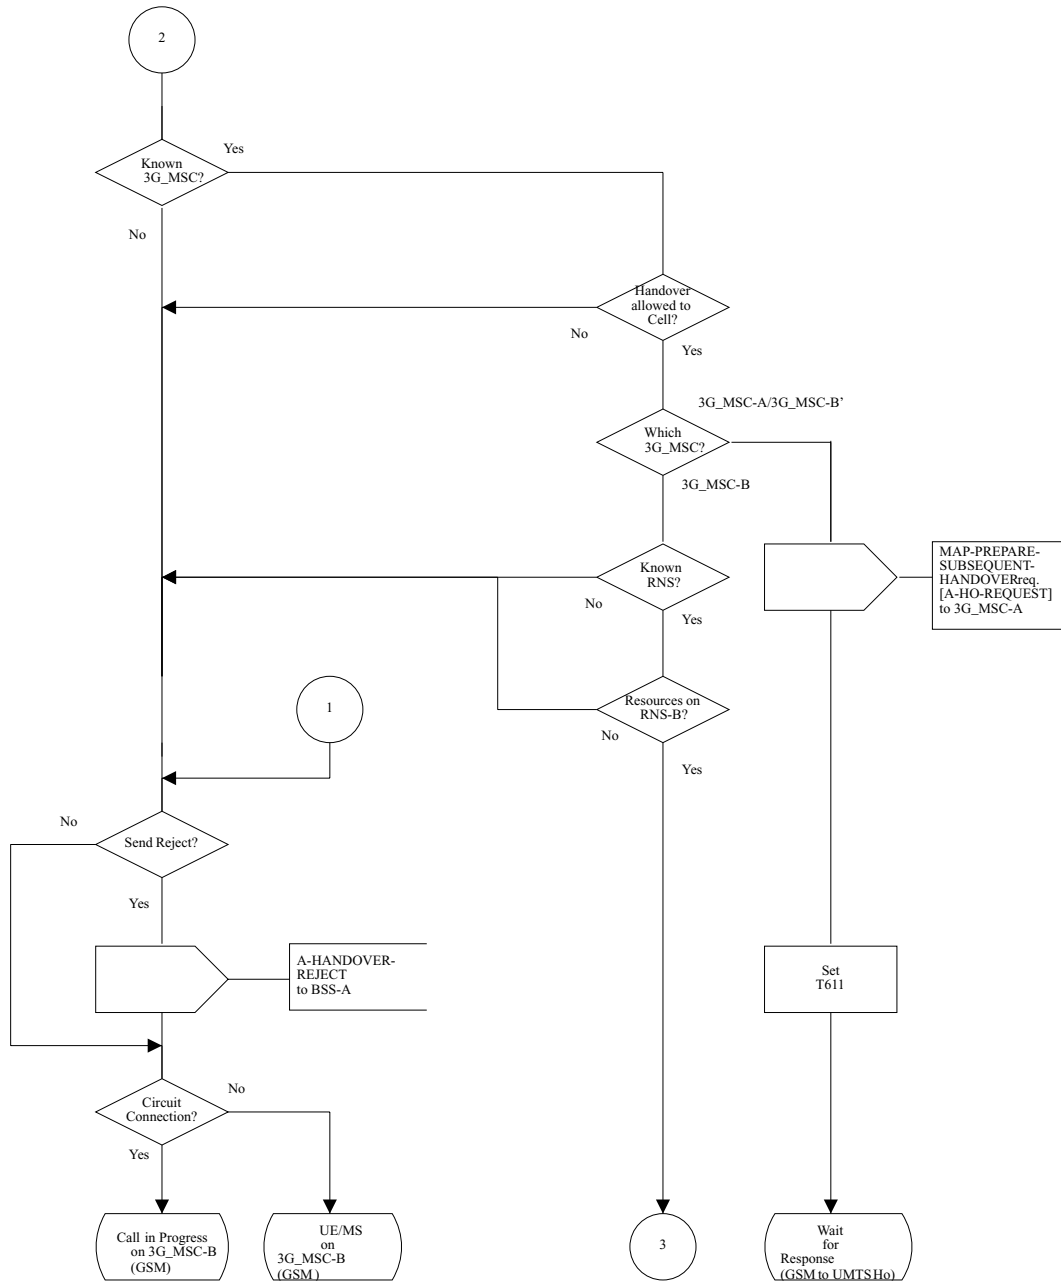 2
Yes
Known
3G_MSC?
No
Handover
allowed to
Cell?
No
Yes
3G_MSC-A/3G_MSC-B’
Which
3G_MSC?
3G_MSC-B
MAP-PREPARE-
SUBSEQUENT-
HANDOVERreq.
[A-HO-REQUEST]
to 3G_MSC-A
Known
RNS?
No
Yes
Resources on
RNS-B?
1
No
Yes
No
Send Reject?
Yes
A-HANDOVER-
REJECT
to BSS-A
Set
T611
No
Circuit
Connection?
Yes
Call in Progress
on 3G_MSC-B
(GSM)
UE/MS
on
3G_MSC-B
(GSM )
3
Wait
for
Response
(GSM to UMTS Ho)